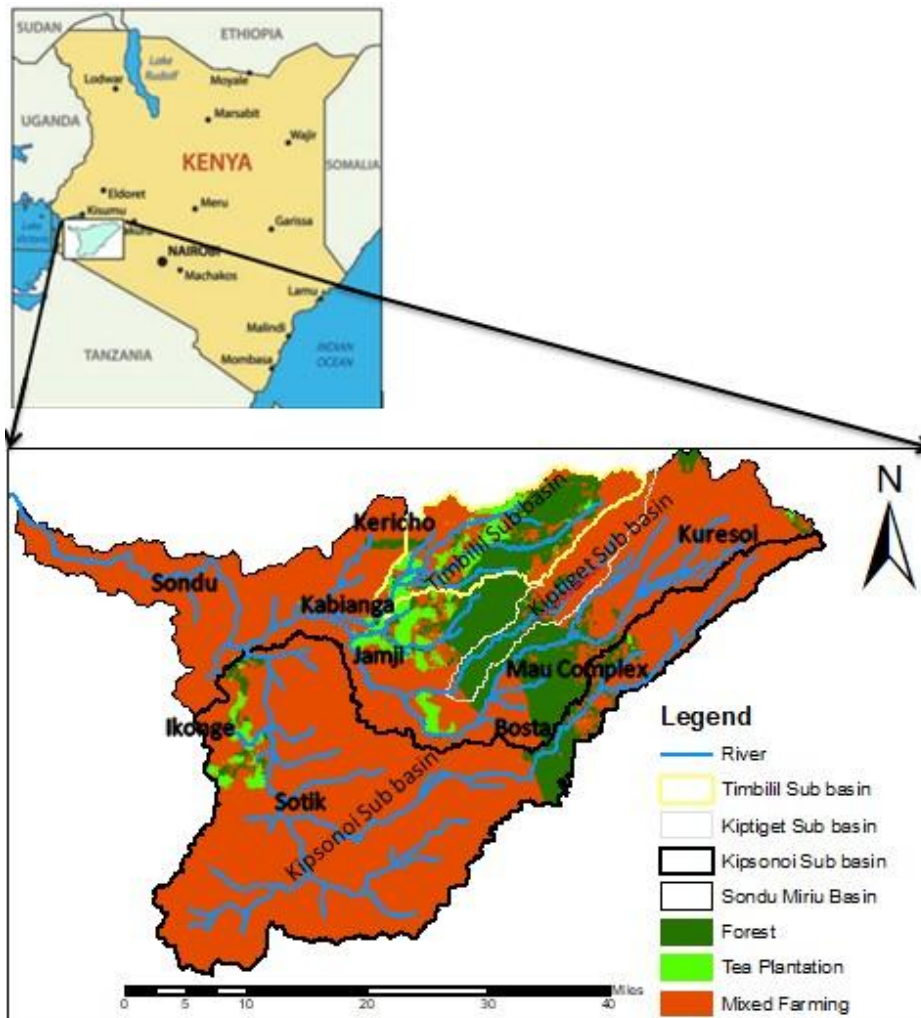 SUDAN
ETHIOPIA
Lake
Rudolf
Moyale
Lodwar
Marsabit
UGANDA
Wajir
KENYA
SOMALIA
Eldoret
Meru
Kisumu
Garissa
Lake
NAIROBI
Machakos
Lamu
Malindi
TANZANIA
INDIAN
OCEAN
Mombasa
N
Kericho
Timbilil Sub basin
Kuresoi
Sondu
Kiptiget Sub basin
Kabianga
Jamji
Mau Complex
Ikonge
Bostar
Sotik
Kipsonoi Sub basin
Legend
River
Timbilil Sub basin
Kiptiget Sub basin
Kipsonoi Sub basin
Sondu Miriu Basin
Forest
Tea Plantation
Mixed Farming
Miles
0 5 10 20 30 40